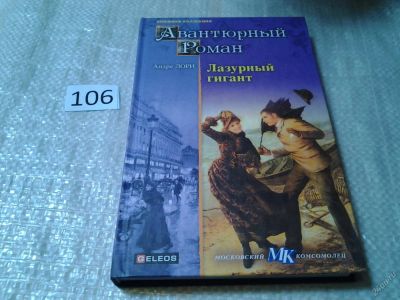 Авантюрный
Роман
Андре ЛОРИ
Лазурный
гигант
106
GELEOS
МОСКОВСКИЙ МК КОМСОМОЛЕЦ